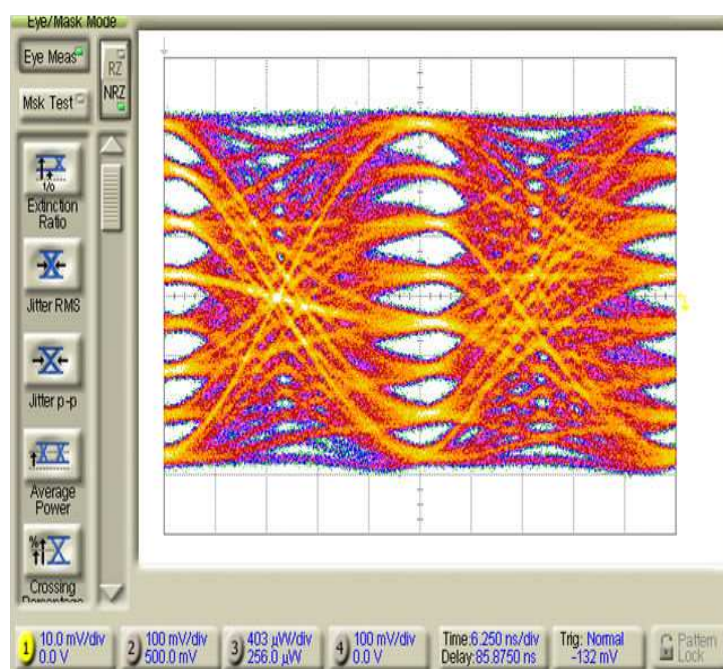 Eye/Mask Mode
Eye Meas
RZ
NRZ
Msk Test
1/0
Extinction
Ratio
Jitter RMS
Jitter p-p
Average
Power
%
Crossing
Percentage
1 10.0 mV/div
0.0 V
2 100 mV/div
500.0 mV
3 403 µW/div
256.0 µW
4 100 mV/div
0.0 V
Time:6.250 ns/div
Delay:85.8750 ns
Trig: Normal
-132 mV
Pattern
Lock